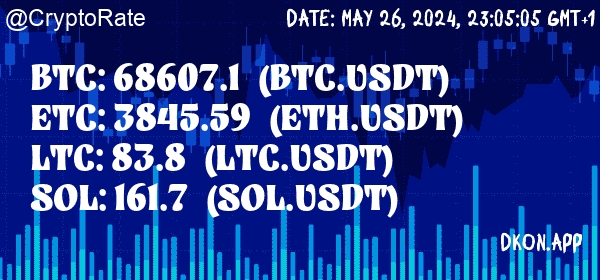 @CryptoRate
DATE: MAY 26, 2024, 23:05:05 GMT+1
BTC: 68607.1 (BTC.USDT)
ETC: 3845.59 (ETH.USDT)
LTC: 83.8 (LTC.USDT)
SOL: 161.7 (SOL.USDT)
DKON.APP